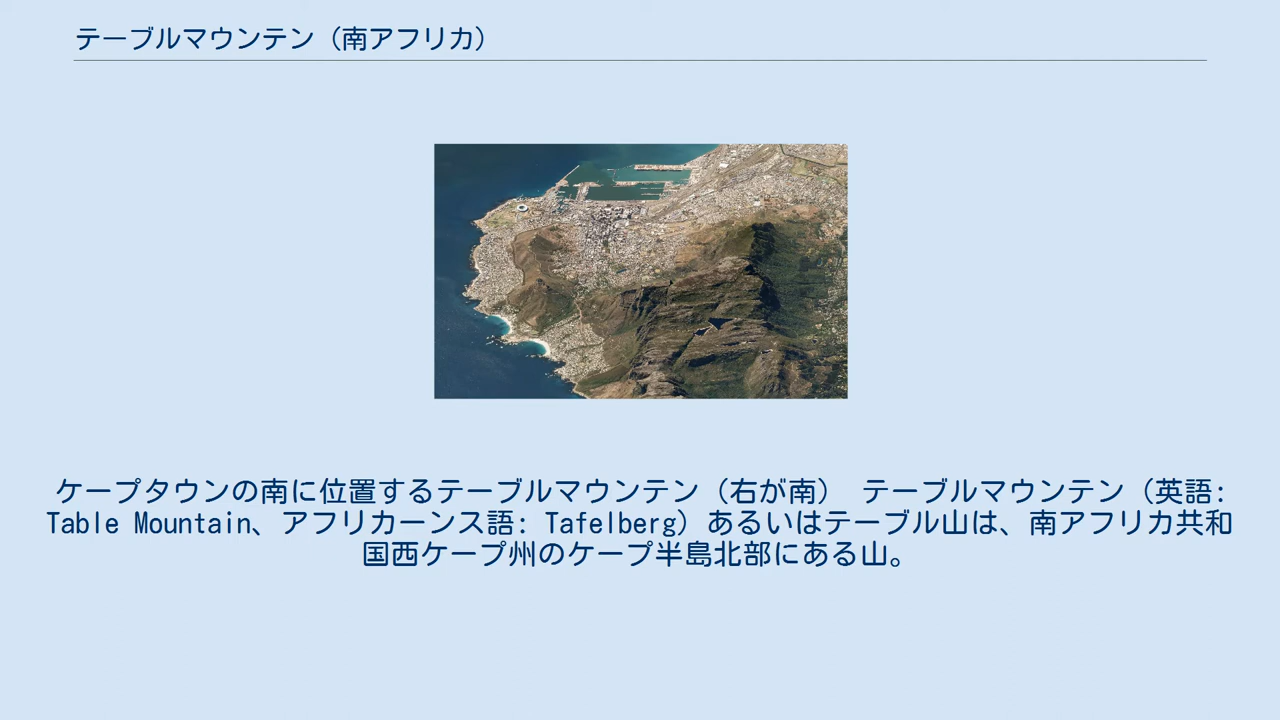 テーブルマウンテン（南アフリカ）
ケープタウンの南に位置するテーブルマウンテン（右が南） テーブルマウンテン（英語:
Table Mountain、アフリカーンス語: Tafelberg）あるいはテーブル山は、南アフリカ共和
国西ケープ州のケープ半島北部にある山。